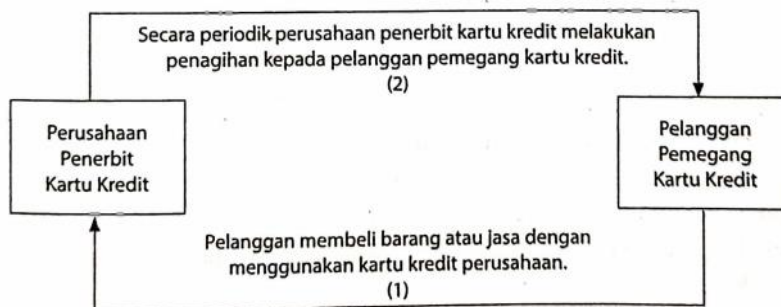 Secara periodik perusahaan penerbit kartu kredit melakukan
penagihan kepada pelanggan pemegang kartu kredit.
(2)
Perusahaan
Penerbit
Kartu Kredit
Pelanggan
Pemegang
Kartu Kredit
Pelanggan membeli barang atau jasa dengan
menggunakan kartu kredit perusahaan.
(1)